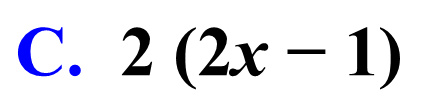 C. 2 (2x − 1)